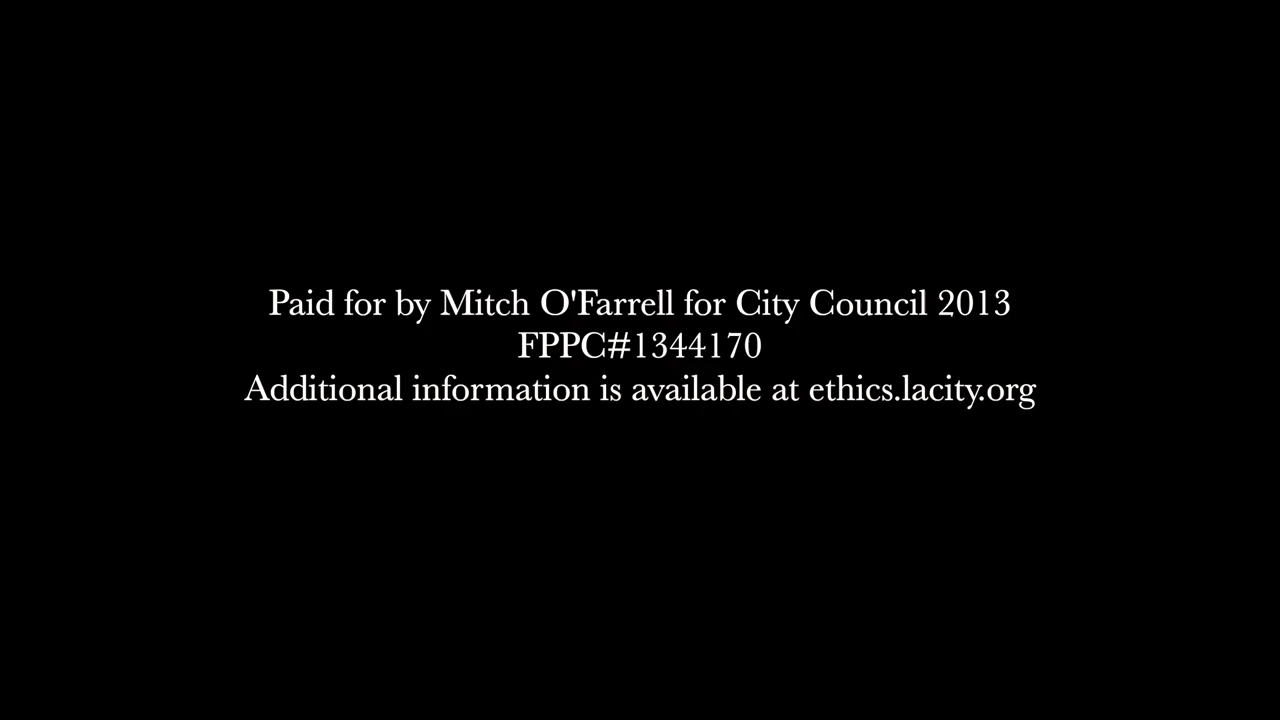 Paid for by Mitch O'Farrell for City Council 2013
FPPC#1344170
Additional information is available at ethics.lacity.org